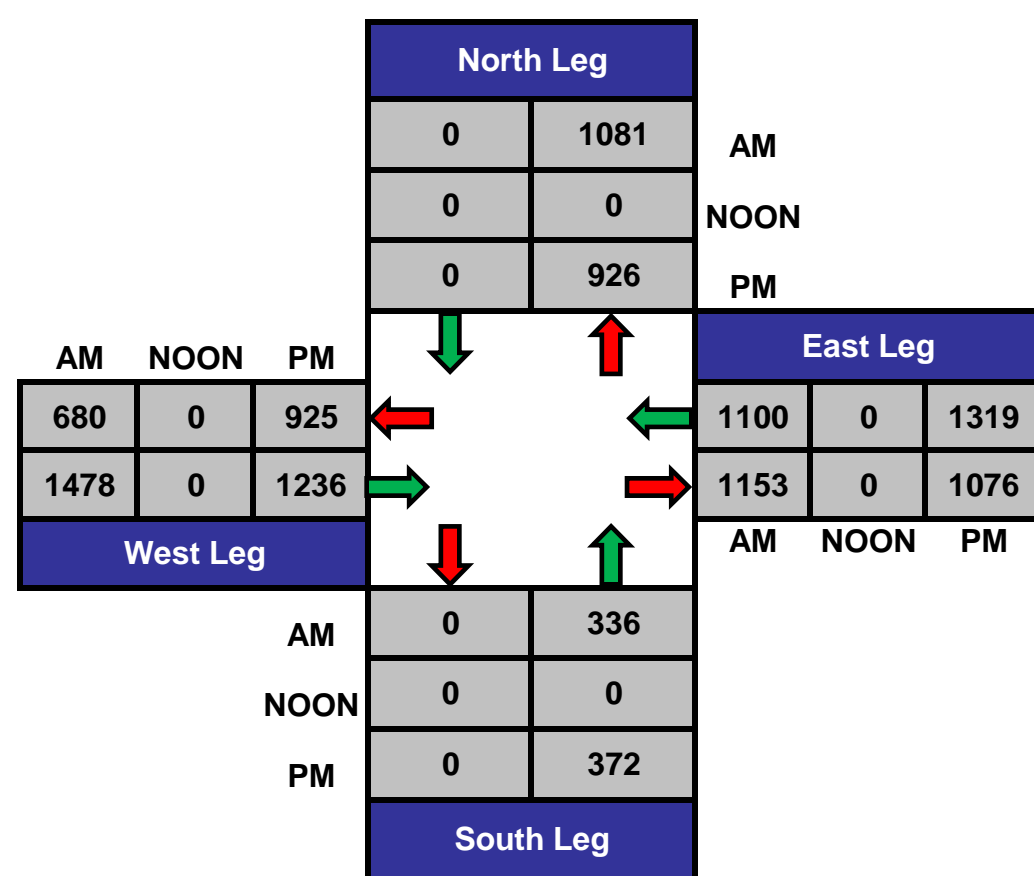 North Leg
0 1081 AM
0 0 NOON
0 926 PM
AM NOON PM East Leg
680 0 925 1100 0 1319
1478 0 1236 1153 0 1076
West Leg AM NOON PM
AM 0 336
NOON 0 0
PM 0 372
South Leg